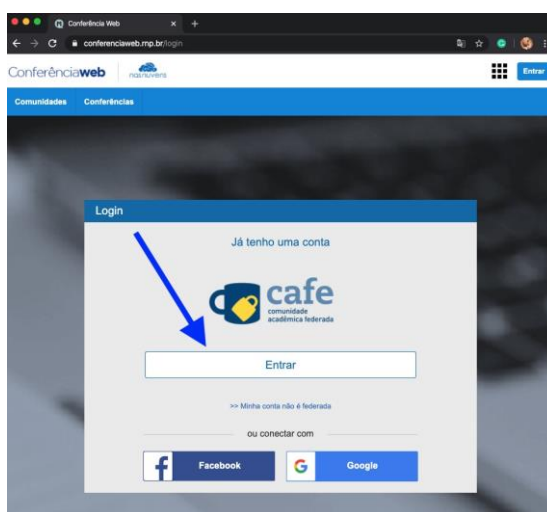 Conferência Web
conferenciaweb.rnp.br/login
Conferênciaweb
nasnuvens
Entrar
Comunidades Conferências
Login
Já tenho uma conta
cafe
comunidade
acadêmica federada
Entrar
>> Minha conta não é federada
ou conectar com
Facebook
Google